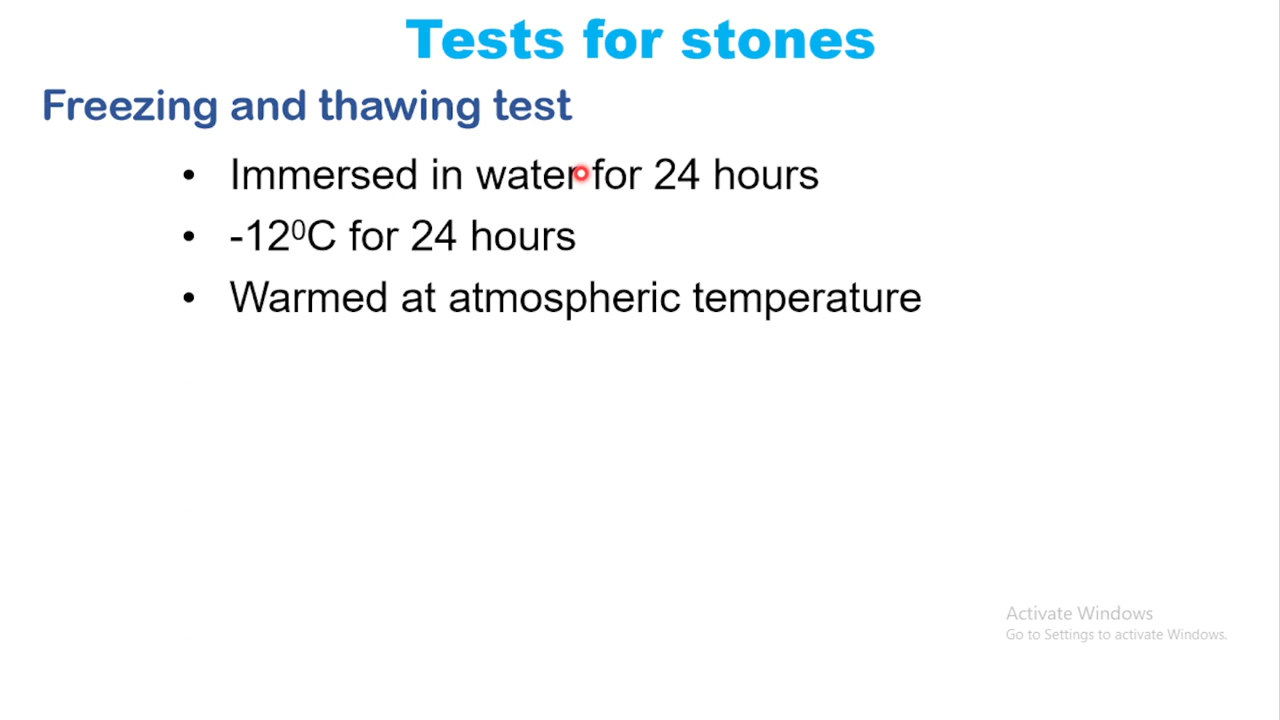 Tests for stones
Freezing and thawing test
• Immersed in water for 24 hours
• -12⁰C for 24 hours
• Warmed at atmospheric temperature
Activate Windows
Go to Settings to activate Windows.